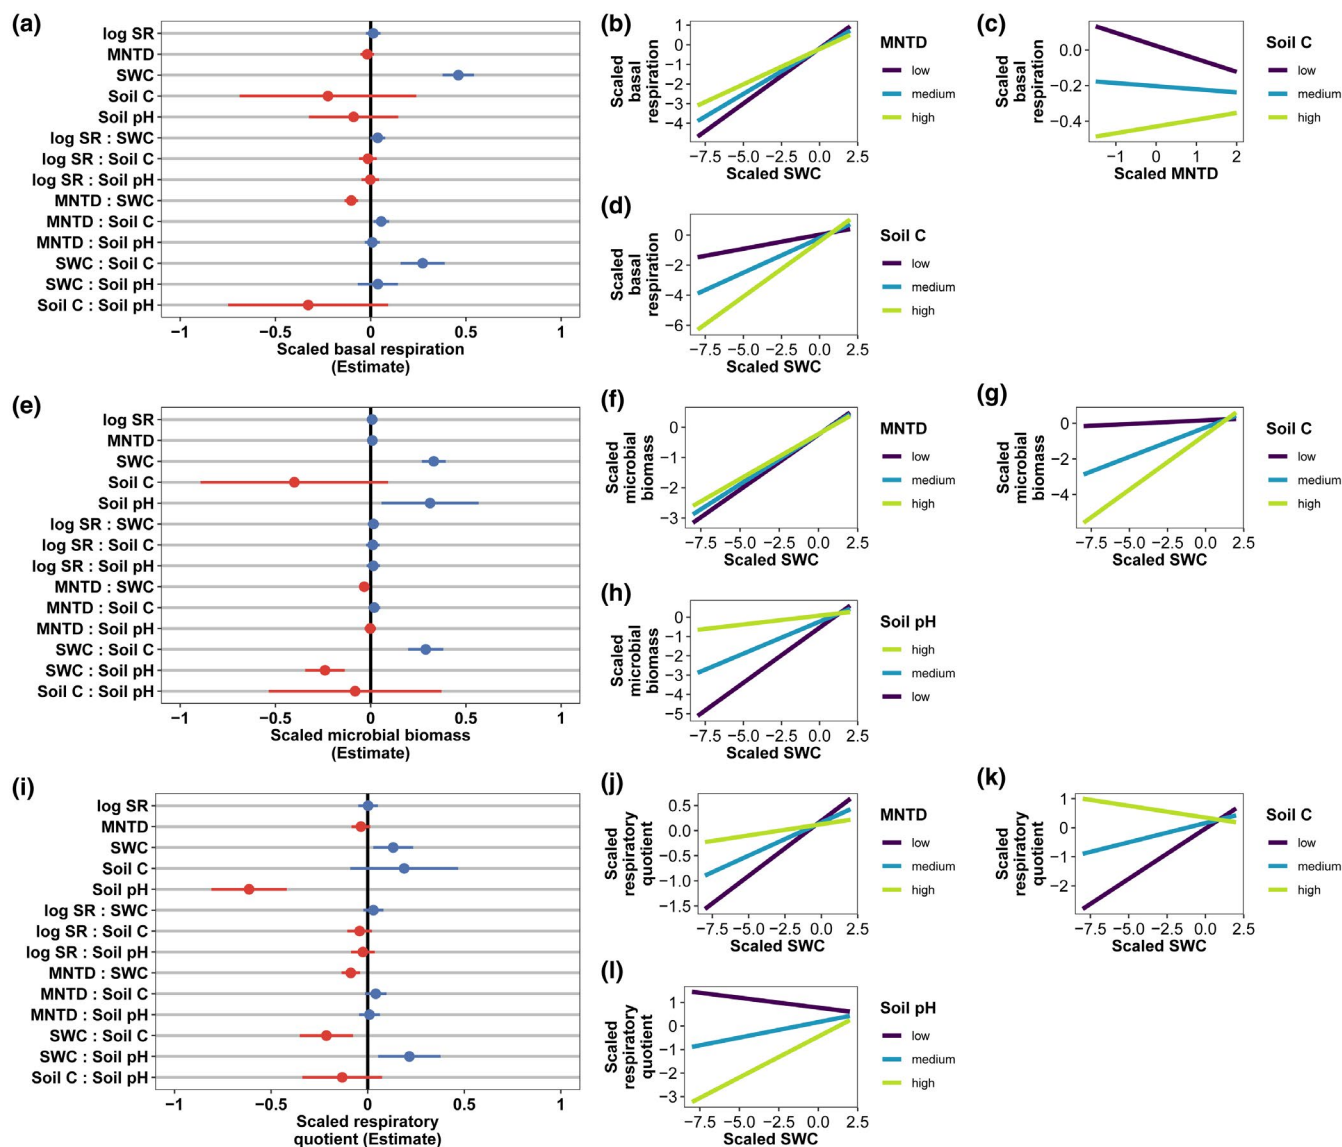 (a)
log SR
MNTD
SWC
Soil C
Soil pH
log SR : SWC
log SR : Soil C
log SR : Soil pH
MNTD : SWC
MNTD : Soil C
MNTD : Soil pH
SWC : Soil C
SWC : Soil pH
Soil C : Soil pH
−1 −0.5 0 0.5 1
Scaled basal respiration
(Estimate)
(b)
Scaled
basal
respiration
1
0
−1
−2
−3
−4
−7.5 −5.0 −2.5 0.0 2.5
Scaled SWC
MNTD
low
medium
high
(c)
Scaled
basal
respiration
0.0
−0.2
−0.4
−1 0 1 2
Scaled MNTD
Soil C
low
medium
high
(d)
Scaled
basal
respiration
0
−2
−4
−6
−7.5 −5.0 −2.5 0.0 2.5
Scaled SWC
Soil C
low
medium
high
(e)
log SR
MNTD
SWC
Soil C
Soil pH
log SR : SWC
log SR : Soil C
log SR : Soil pH
MNTD : SWC
MNTD : Soil C
MNTD : Soil pH
SWC : Soil C
SWC : Soil pH
Soil C : Soil pH
−1 −0.5 0 0.5 1
Scaled microbial biomass
(Estimate)
(f)
Scaled
microbial
biomass
0
−1
−2
−3
−7.5 −5.0 −2.5 0.0 2.5
Scaled SWC
MNTD
low
medium
high
(g)
Scaled
microbial
biomass
0
−2
−4
−7.5 −5.0 −2.5 0.0 2.5
Scaled SWC
Soil C
low
medium
high
(h)
Scaled
microbial
biomass
0
−1
−2
−3
−4
−5
−7.5 −5.0 −2.5 0.0 2.5
Scaled SWC
Soil pH
high
medium
low
(i)
log SR
MNTD
SWC
Soil C
Soil pH
log SR : SWC
log SR : Soil C
log SR : Soil pH
MNTD : SWC
MNTD : Soil C
MNTD : Soil pH
SWC : Soil C
SWC : Soil pH
Soil C : Soil pH
−1 −0.5 0 0.5 1
Scaled respiratory
quotient (Estimate)
(j)
Scaled
respiratory
quotient
0.5
0.0
−0.5
−1.0
−1.5
−7.5 −5.0 −2.5 0.0 2.5
Scaled SWC
MNTD
low
medium
high
(k)
Scaled
respiratory
quotient
1
0
−1
−2
−7.5 −5.0 −2.5 0.0 2.5
Scaled SWC
Soil C
low
medium
high
(l)
Scaled
respiratory
quotient
1
0
−1
−2
−3
−7.5 −5.0 −2.5 0.0 2.5
Scaled SWC
Soil pH
low
medium
high